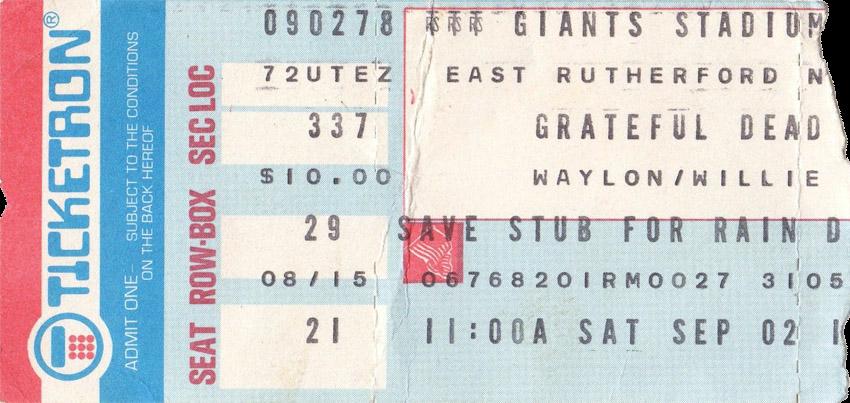 TICKETRON®
ADMIT ONE SUBJECT TO THE CONDITIONS
ON THE BACK HEREOF
SEAT ROW-BOX SEC LOC
090278 GIANTS STADIUM
72UTEZ EAST RUTHERFORD N
337 GRATEFUL DEAD
$10.00 WAYLON/WILLIE
29 SAVE STUB FOR RAIN D
08/15 0676820IRM0027 3105
21 11:00A SAT SEP 02 1